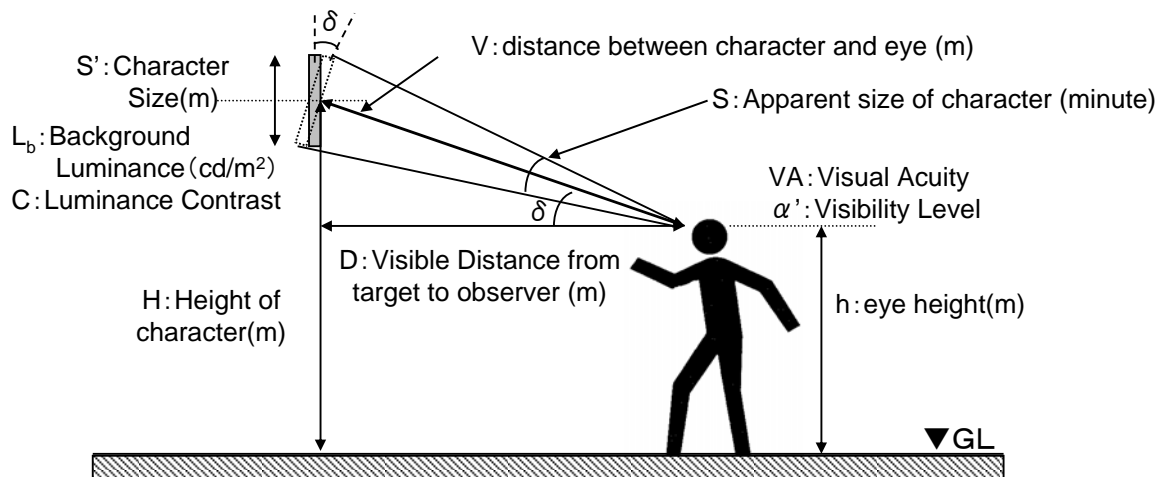 δ
V:distance between character and eye (m)
S':Character
Size(m)
S:Apparent size of character (minute)
L_b:Background
Luminance(cd/m²)
C:Luminance Contrast
VA:Visual Acuity
α':Visibility Level
δ
D:Visible Distance from
target to observer (m)
H:Height of
character(m)
h:eye height(m)
▼GL